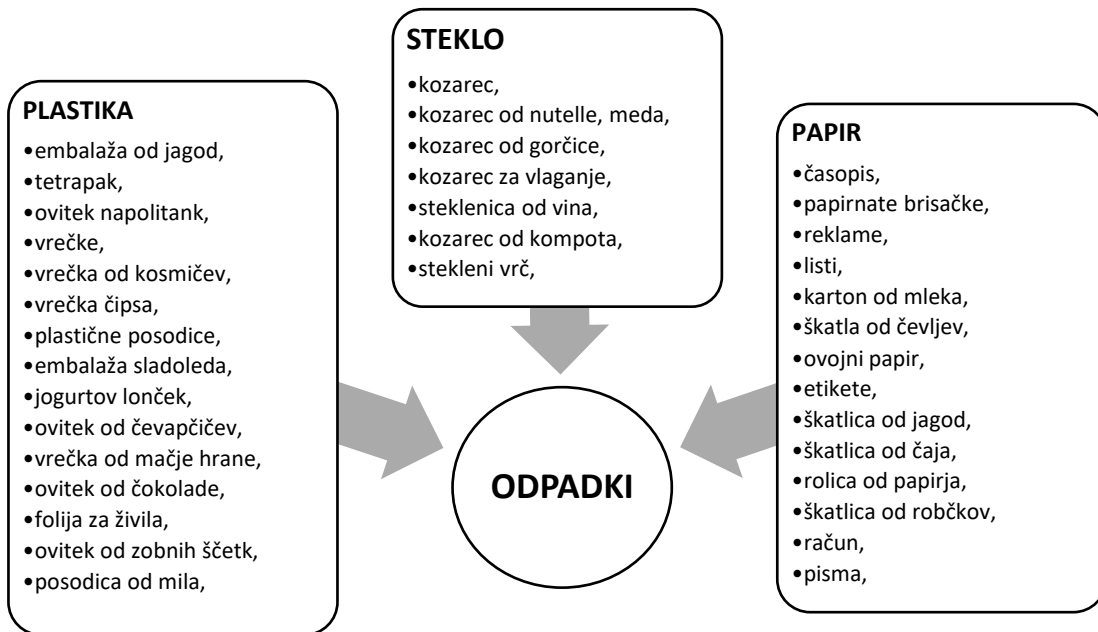 PLASTIKA
•embalaža od jagod,
•tetrapak,
•ovitek napolitank,
•vrečke,
•vrečka od kosmičev,
•vrečka čipsa,
•plastične posodice,
•embalaža sladoleda,
•jogurtov lonček,
•ovitek od čevapčičev,
•vrečka od mačje hrane,
•ovitek od čokolade,
•folija za živila,
•ovitek od zobnih ščetk,
•posodica od mila,
STEKLO
•kozarec,
•kozarec od nutelle, meda,
•kozarec od gorčice,
•kozarec za vlaganje,
•steklenica od vina,
•kozarec od kompota,
•stekleni vrč,
PAPIR
•časopis,
•papirnate brisačke,
•reklame,
•listi,
•karton od mleka,
•škatla od čevljev,
•ovojni papir,
•etikete,
•škatlica od jagod,
•škatlica od čaja,
•rolica od papirja,
•škatlica od robčkov,
•račun,
•pisma,
ODPADKI